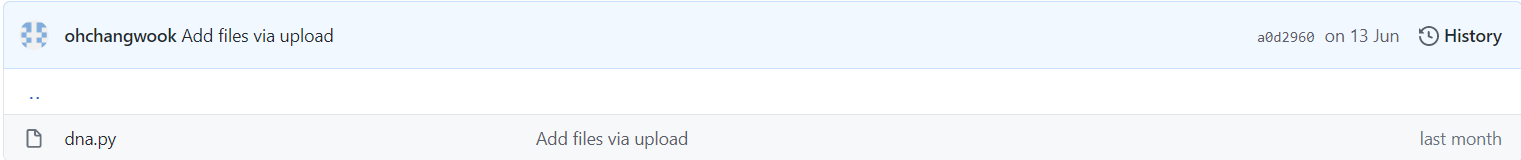 ohchangwook Add files via upload a0d2960 on 13 Jun History
..
dna.py Add files via upload last month